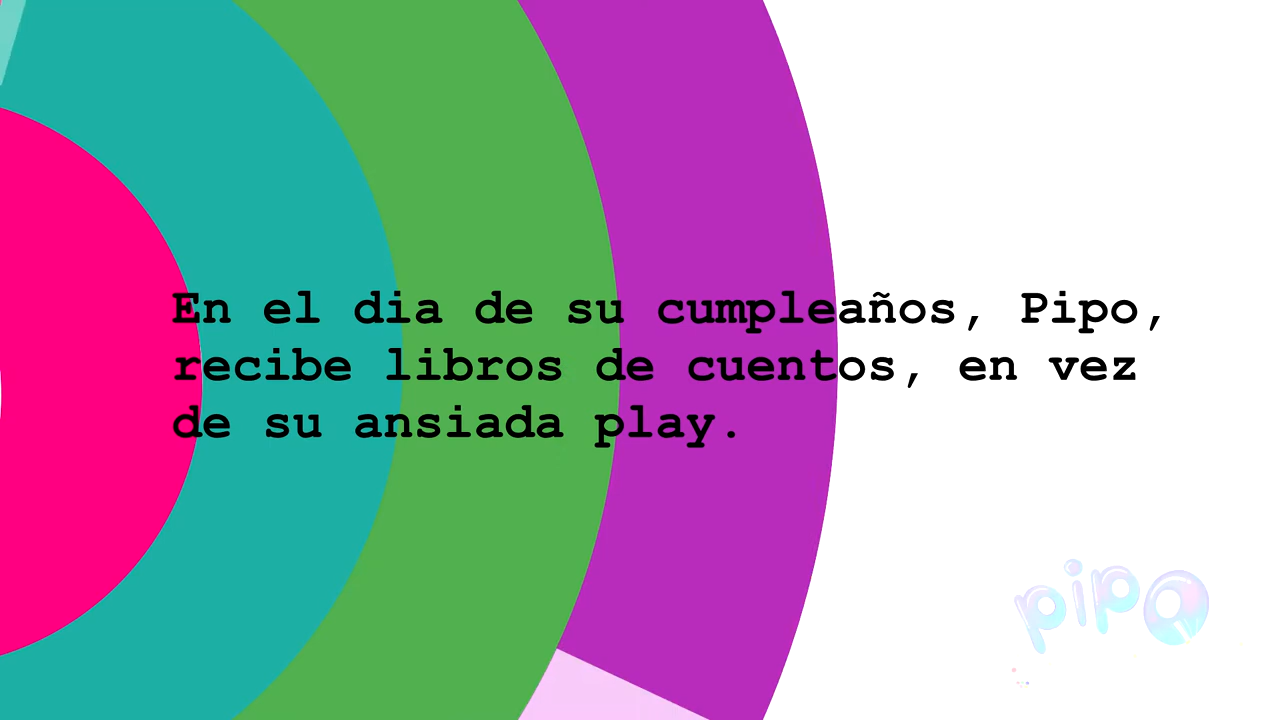 En el dia de su cumpleaños, Pipo,
recibe libros de cuentos, en vez
de su ansiada play.
pipo